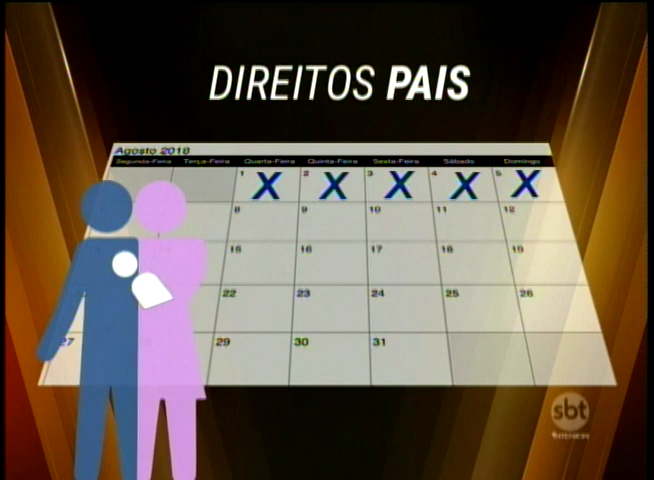 DIREITOS PAIS
Agosto 2018
Segunda-Feira Terça-Feira Quarta-Feira Quinta-Feira Sexta-Feira Sábado Domingo
1 X 2 X 3 X 4 X 5 X
8 9 10 11 12
15 16 17 18 19
22 23 24 25 26
27 29 30 31
sbt